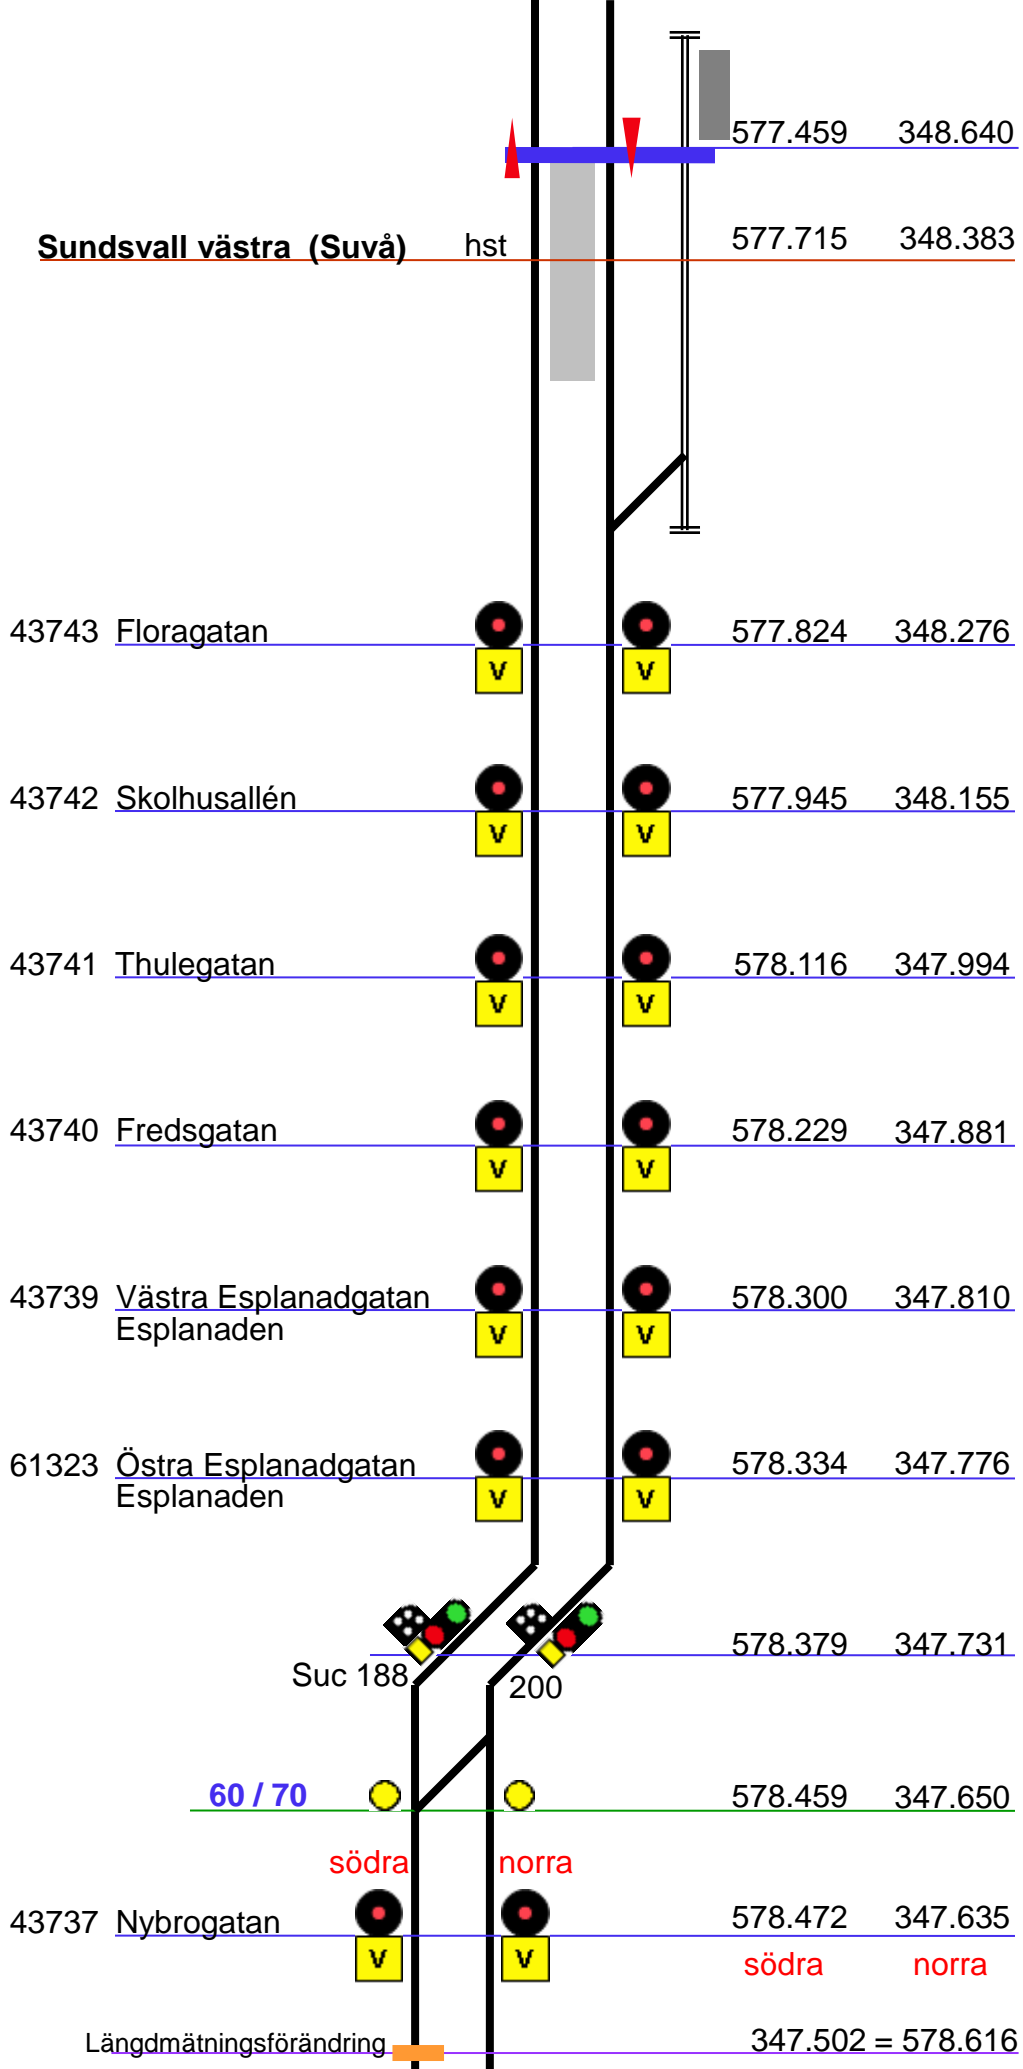 577.459 348.640
Sundsvall västra (Suvå) hst 577.715 348.383
43743 Floragatan 577.824 348.276
V V
43742 Skolhusallén 577.945 348.155
V V
43741 Thulegatan 578.116 347.994
V V
43740 Fredsgatan 578.229 347.881
V V
43739 Västra Esplanadgatan 578.300 347.810
Esplanaden
V V
61323 Östra Esplanadgatan 578.334 347.776
Esplanaden
V V
578.379 347.731
Suc 188 200
60 / 70 578.459 347.650
södra norra
43737 Nybrogatan 578.472 347.635
V V
södra norra
Längdmätningsförändring 347.502 = 578.616